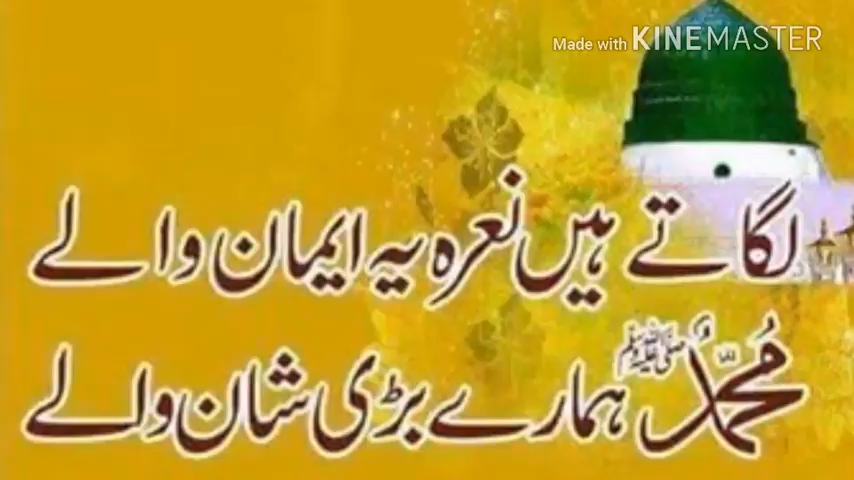 Made with KINEMASTER
لگاتے ہیں نعرہ یہ ایمان والے
محمدؐ ﷺ ہمارے بڑی شان والے